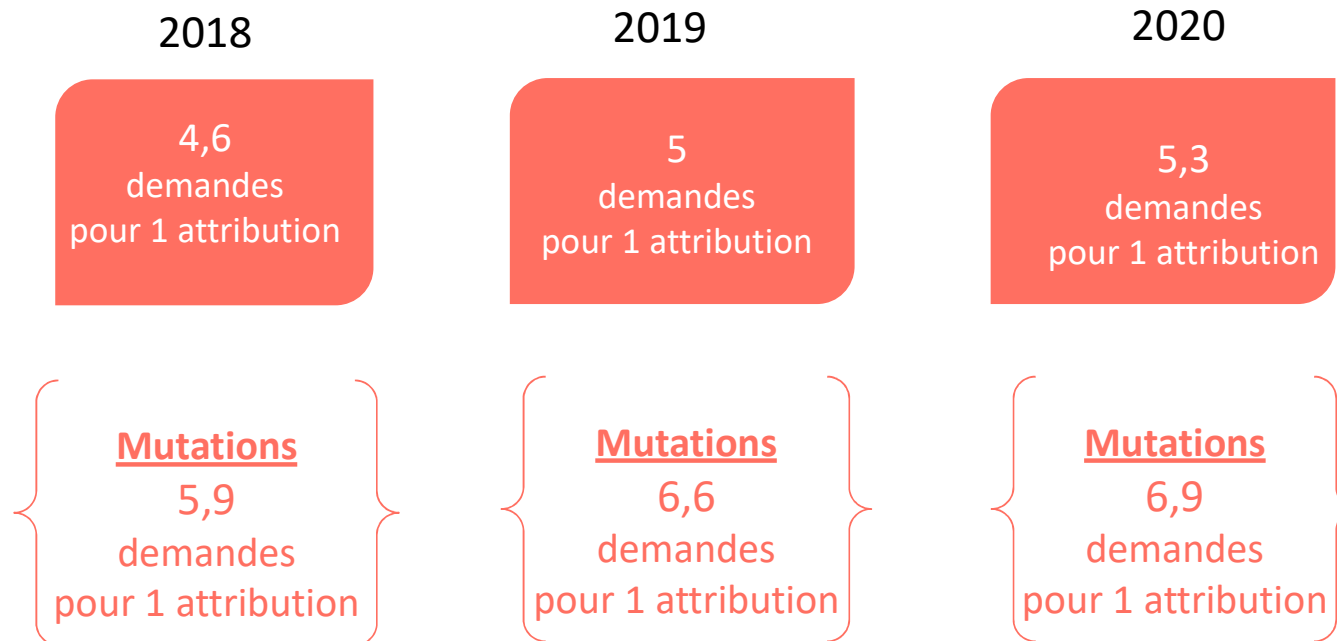 2018
4,6
demandes
pour 1 attribution
Mutations
5,9
demandes
pour 1 attribution
2019
5
demandes
pour 1 attribution
Mutations
6,6
demandes
pour 1 attribution
2020
5,3
demandes
pour 1 attribution
Mutations
6,9
demandes
pour 1 attribution